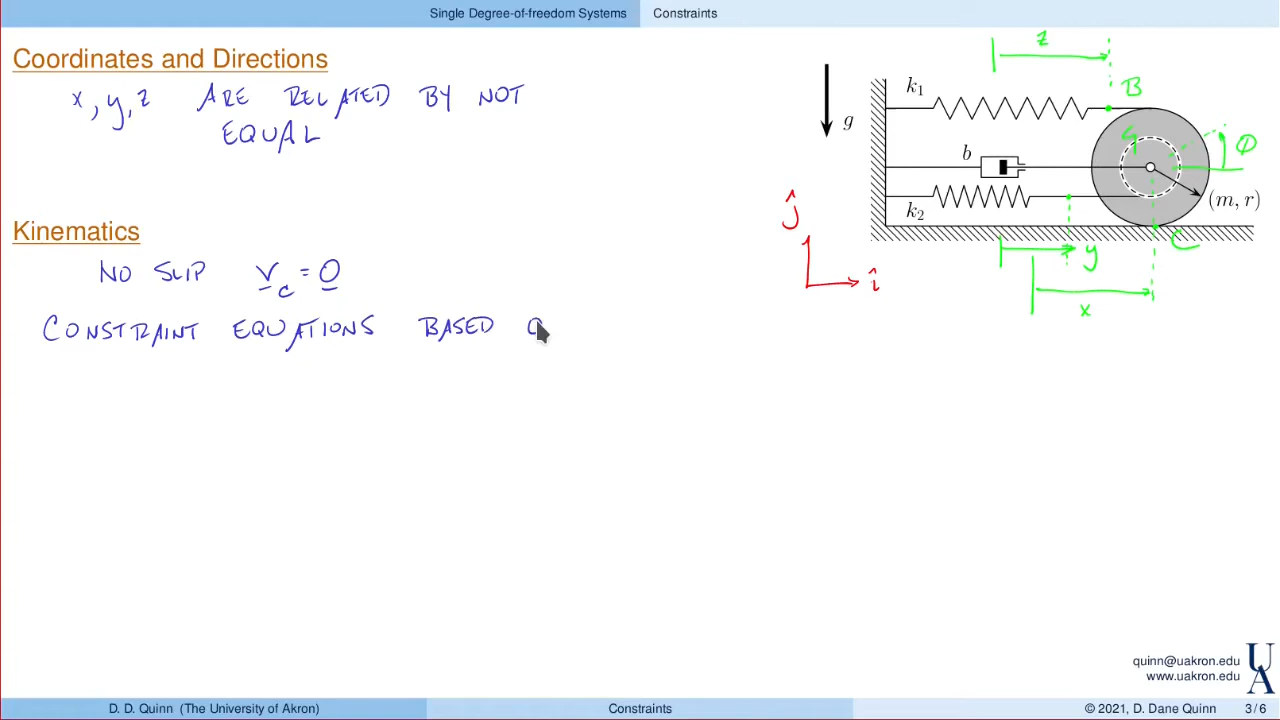 Single Degree-of-freedom Systems Constraints
Coordinates and Directions
x, y, z ARE RELATED BY NOT
EQUAL
Kinematics
NO SLIP v_c = 0
CONSTRAINT EQUATIONS BASED O
z
B
k₁
g
G
φ
b
(m, r)
k₂
C
ĵ
î
y
x
quinn@uakron.edu
www.uakron.edu
UA
D. D. Quinn (The University of Akron) Constraints © 2021, D. Dane Quinn 3/6